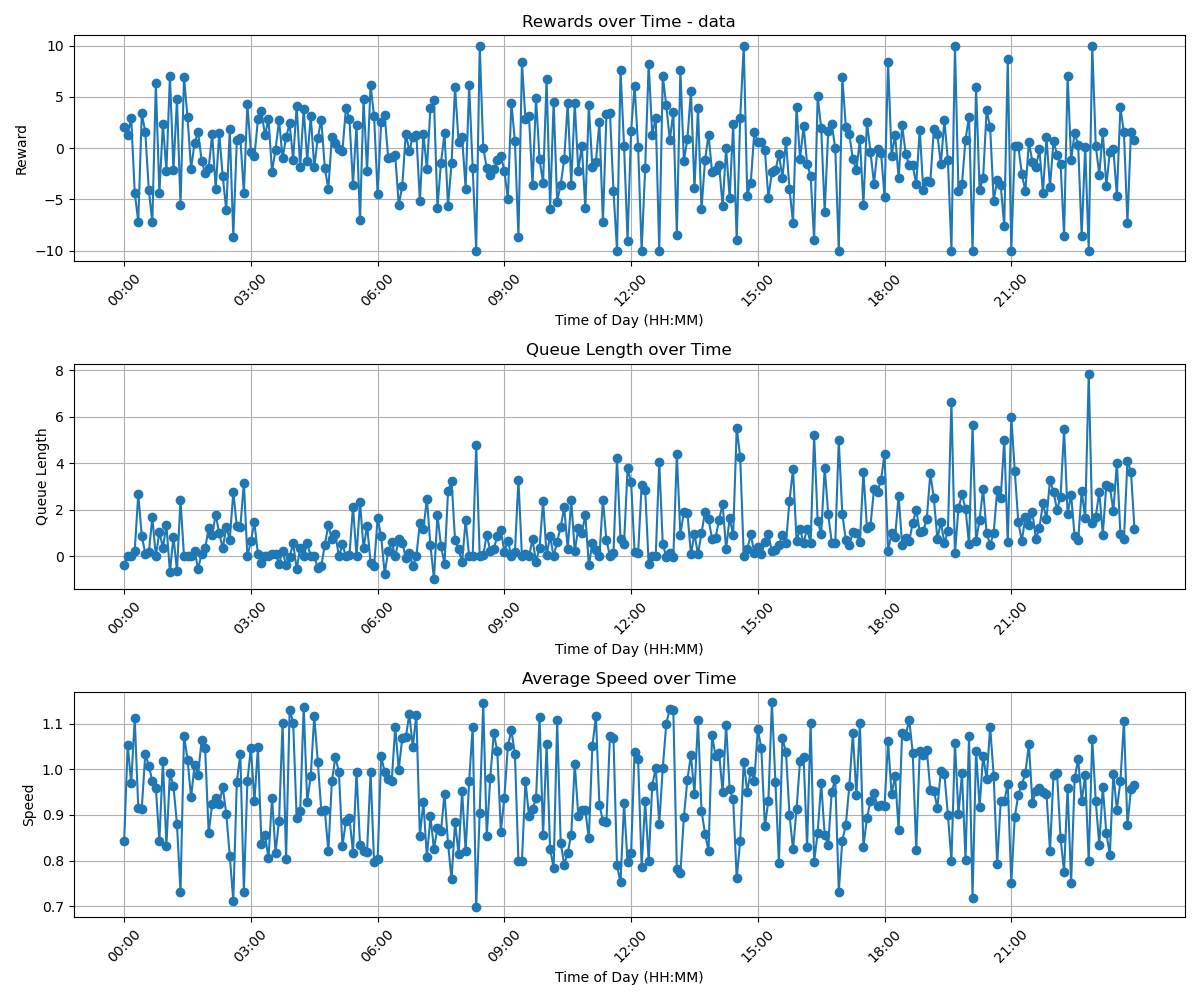 Rewards over Time - data
10
5
0
−5
−10
Reward
00:00 03:00 06:00 09:00 12:00 15:00 18:00 21:00
Time of Day (HH:MM)
Queue Length over Time
8
6
4
2
0
Queue Length
00:00 03:00 06:00 09:00 12:00 15:00 18:00 21:00
Time of Day (HH:MM)
Average Speed over Time
1.1
1.0
0.9
0.8
0.7
Speed
00:00 03:00 06:00 09:00 12:00 15:00 18:00 21:00
Time of Day (HH:MM)